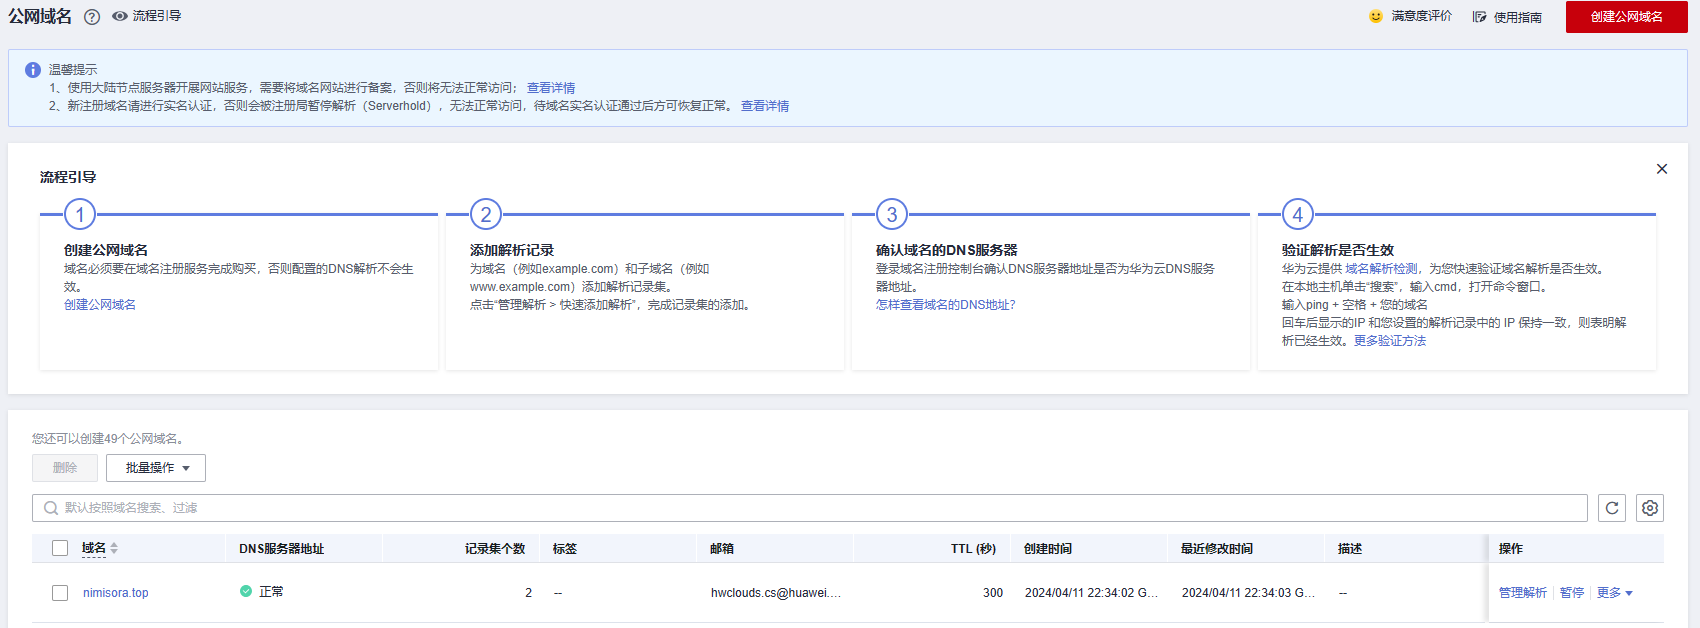 公网域名 ? 流程引导 满意度评价 使用指南 创建公网域名
温馨提示
1、使用大陆节点服务器开展网站服务，需要将域名网站进行备案，否则将无法正常访问； 查看详情
2、新注册域名请进行实名认证，否则会被注册局暂停解析（Serverhold），无法正常访问，待域名实名认证通过后方可恢复正常。 查看详情
流程引导
1
创建公网域名
域名必须要在域名注册服务完成购买，否则配置的DNS解析不会生
效。
创建公网域名
2
添加解析记录
为域名（例如example.com）和子域名（例如
www.example.com）添加解析记录集。
点击“管理解析 > 快速添加解析”，完成记录集的添加。
3
确认域名的DNS服务器
登录域名注册控制台确认DNS服务器地址是否为华为云DNS服务
器地址。
怎样查看域名的DNS地址?
4
验证解析是否生效
华为云提供 域名解析检测，为您快速验证域名解析是否生效。
在本地主机单击“搜索”，输入cmd，打开命令窗口。
输入ping + 空格 + 您的域名
回车后显示的IP 和您设置的解析记录中的 IP 保持一致，则表明解
析已经生效。更多验证方法
您还可以创建49个公网域名。
删除 批量操作
默认按照域名搜索、过滤
域名 DNS服务器地址 记录集个数 标签 邮箱 TTL (秒) 创建时间 最近修改时间 描述 操作
nimisora.top 正常 2 -- hwclouds.cs@huawei.... 300 2024/04/11 22:34:02 G... 2024/04/11 22:34:03 G... -- 管理解析 暂停 更多